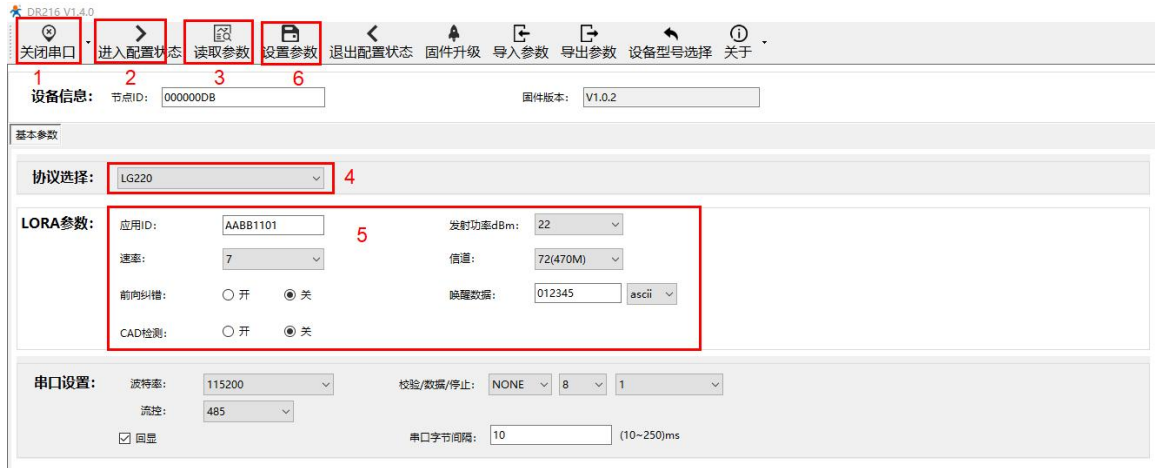 DR216 V1.4.0
关闭串口 进入配置状态 读取参数 设置参数 退出配置状态 固件升级 导入参数 导出参数 设备型号选择 关于
1 2 3 6
设备信息: 节点ID: 000000DB 固件版本: V1.0.2
基本参数
协议选择: LG220 4
LORA参数: 应用ID: AABB1101 5 发射功率dBm: 22
速率: 7 信道: 72(470M)
前向纠错: 开 关 唤醒数据: 012345 ascii
CAD检测: 开 关
串口设置: 波特率: 115200 校验/数据/停止: NONE 8 1
流控: 485
回显 串口字节间隔: 10 (10~250)ms